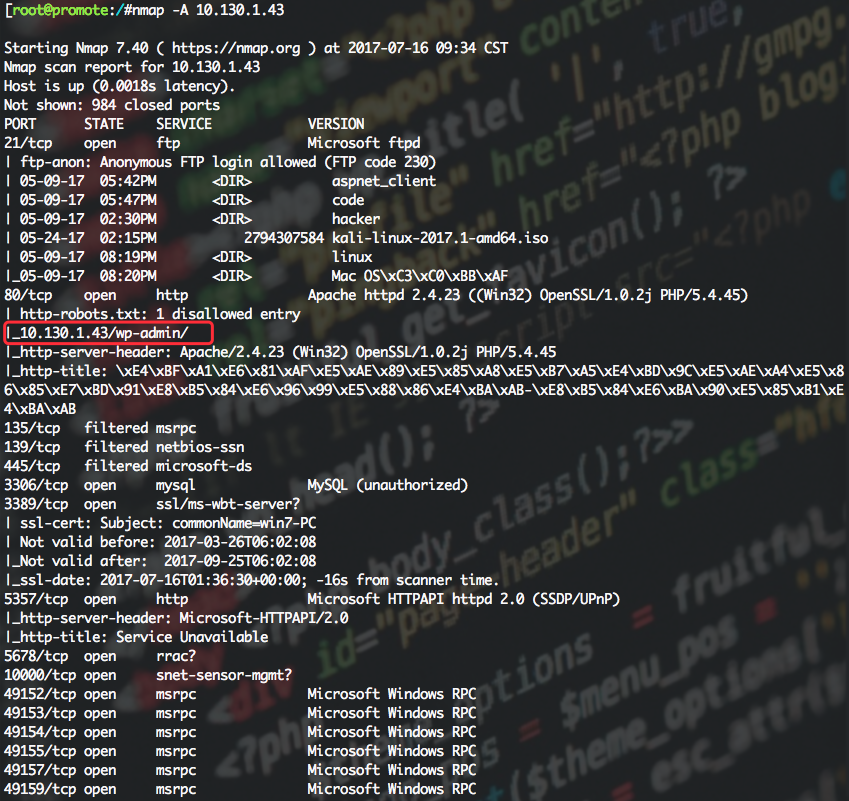 [root@promote:/#nmap -A 10.130.1.43
Starting Nmap 7.40 ( https://nmap.org ) at 2017-07-16 09:34 CST
Nmap scan report for 10.130.1.43
Host is up (0.0018s latency).
Not shown: 984 closed ports
PORT STATE SERVICE VERSION
21/tcp open ftp Microsoft ftpd
| ftp-anon: Anonymous FTP login allowed (FTP code 230)
| 05-09-17 05:42PM <DIR> aspnet_client
| 05-09-17 05:47PM <DIR> code
| 05-09-17 02:30PM <DIR> hacker
| 05-24-17 02:15PM 2794307584 kali-linux-2017.1-amd64.iso
| 05-09-17 08:19PM <DIR> linux
|_05-09-17 08:20PM <DIR> Mac OS\xC3\xC0\xBB\xAF
80/tcp open http Apache httpd 2.4.23 ((Win32) OpenSSL/1.0.2j PHP/5.4.45)
| http-robots.txt: 1 disallowed entry
|_10.130.1.43/wp-admin/
|_http-server-header: Apache/2.4.23 (Win32) OpenSSL/1.0.2j PHP/5.4.45
|_http-title: \xE4\xBF\xA1\xE6\x81\xAF\xE5\xAE\x89\xE5\x85\xA8\xE5\xB7\xA5\xE4\xBD\x9C\xE5\xAE\xA4\xE5\x8
6\x85\xE7\xBD\x91\xE8\xB5\x84\xE6\x96\x99\xE5\x88\x86\xE4\xBA\xAB-\xE8\xB5\x84\xE6\xBA\x90\xE5\x85\xB1\xE
4\xBA\xAB
135/tcp filtered msrpc
139/tcp filtered netbios-ssn
445/tcp filtered microsoft-ds
3306/tcp open mysql MySQL (unauthorized)
3389/tcp open ssl/ms-wbt-server?
| ssl-cert: Subject: commonName=win7-PC
| Not valid before: 2017-03-26T06:02:08
|_Not valid after: 2017-09-25T06:02:08
|_ssl-date: 2017-07-16T01:36:30+00:00; -16s from scanner time.
5357/tcp open http Microsoft HTTPAPI httpd 2.0 (SSDP/UPnP)
|_http-server-header: Microsoft-HTTPAPI/2.0
|_http-title: Service Unavailable
5678/tcp open rrac?
10000/tcp open snet-sensor-mgmt?
49152/tcp open msrpc Microsoft Windows RPC
49153/tcp open msrpc Microsoft Windows RPC
49154/tcp open msrpc Microsoft Windows RPC
49155/tcp open msrpc Microsoft Windows RPC
49157/tcp open msrpc Microsoft Windows RPC
49159/tcp open msrpc Microsoft Windows RPC